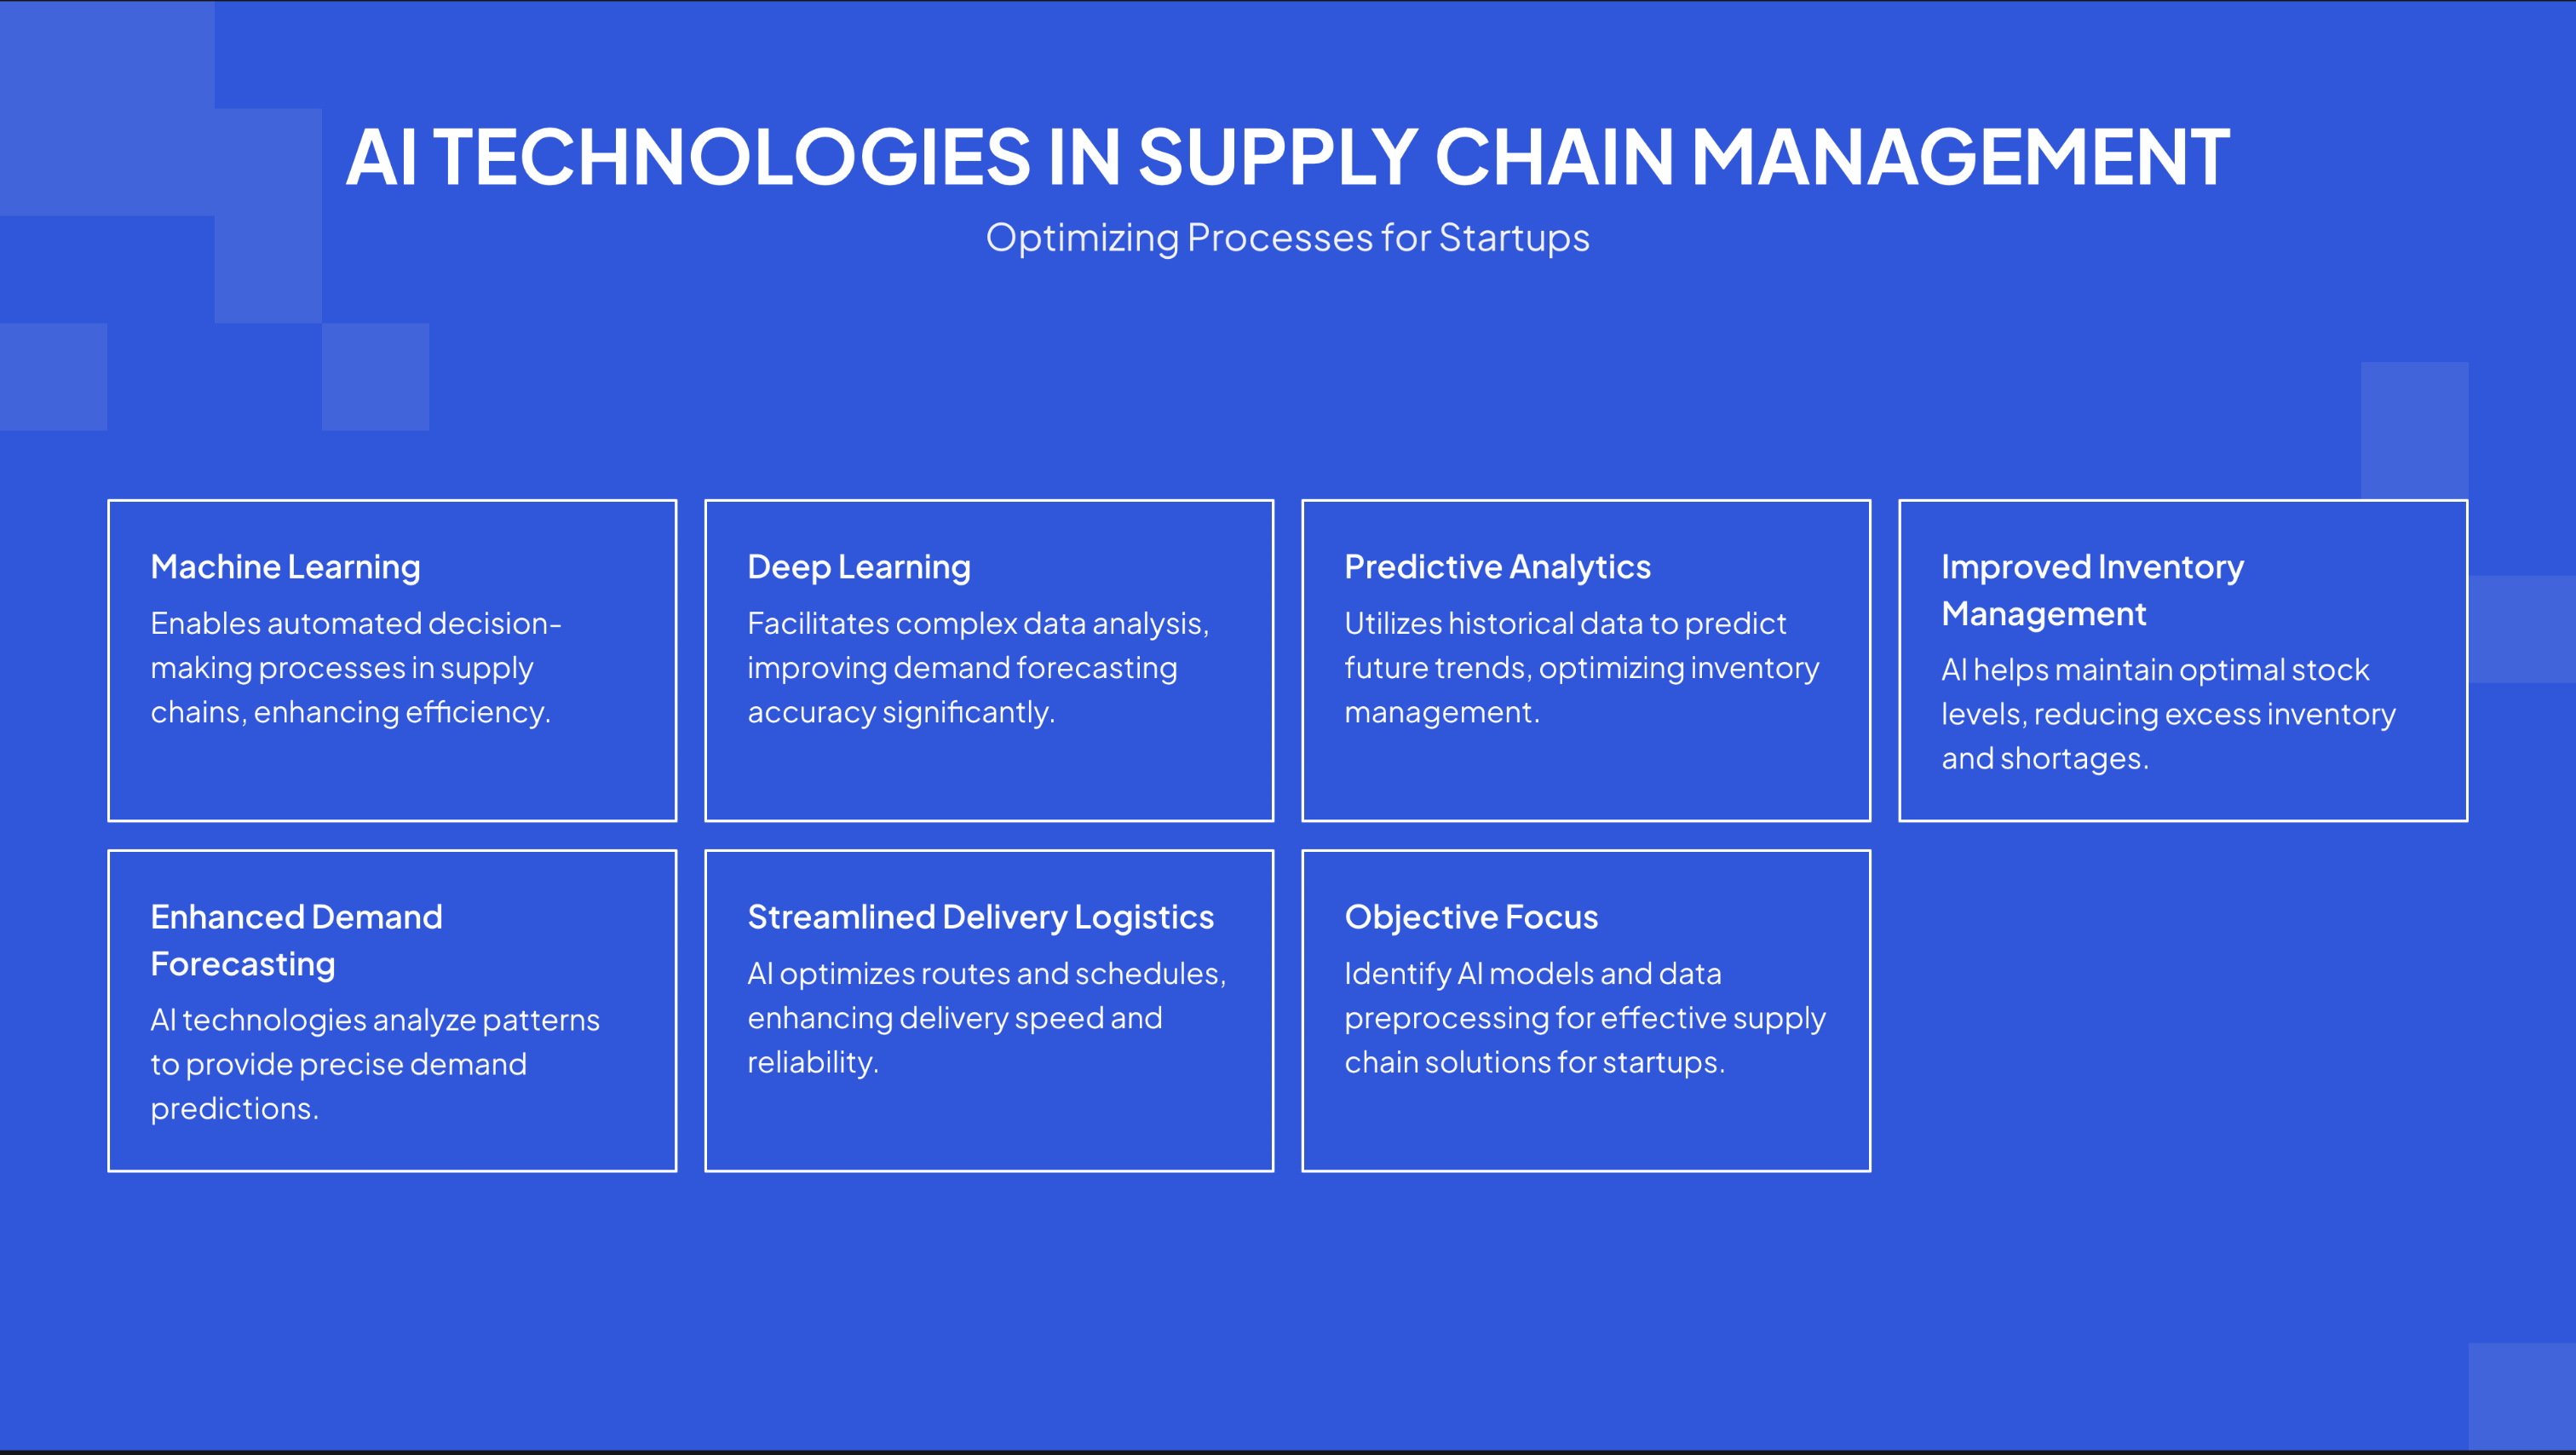 AI TECHNOLOGIES IN SUPPLY CHAIN MANAGEMENT
Optimizing Processes for Startups
Machine Learning
Enables automated decision-
making processes in supply
chains, enhancing efficiency.
Deep Learning
Facilitates complex data analysis,
improving demand forecasting
accuracy significantly.
Predictive Analytics
Utilizes historical data to predict
future trends, optimizing inventory
management.
Improved Inventory
Management
AI helps maintain optimal stock
levels, reducing excess inventory
and shortages.
Enhanced Demand
Forecasting
AI technologies analyze patterns
to provide precise demand
predictions.
Streamlined Delivery Logistics
AI optimizes routes and schedules,
enhancing delivery speed and
reliability.
Objective Focus
Identify AI models and data
preprocessing for effective supply
chain solutions for startups.